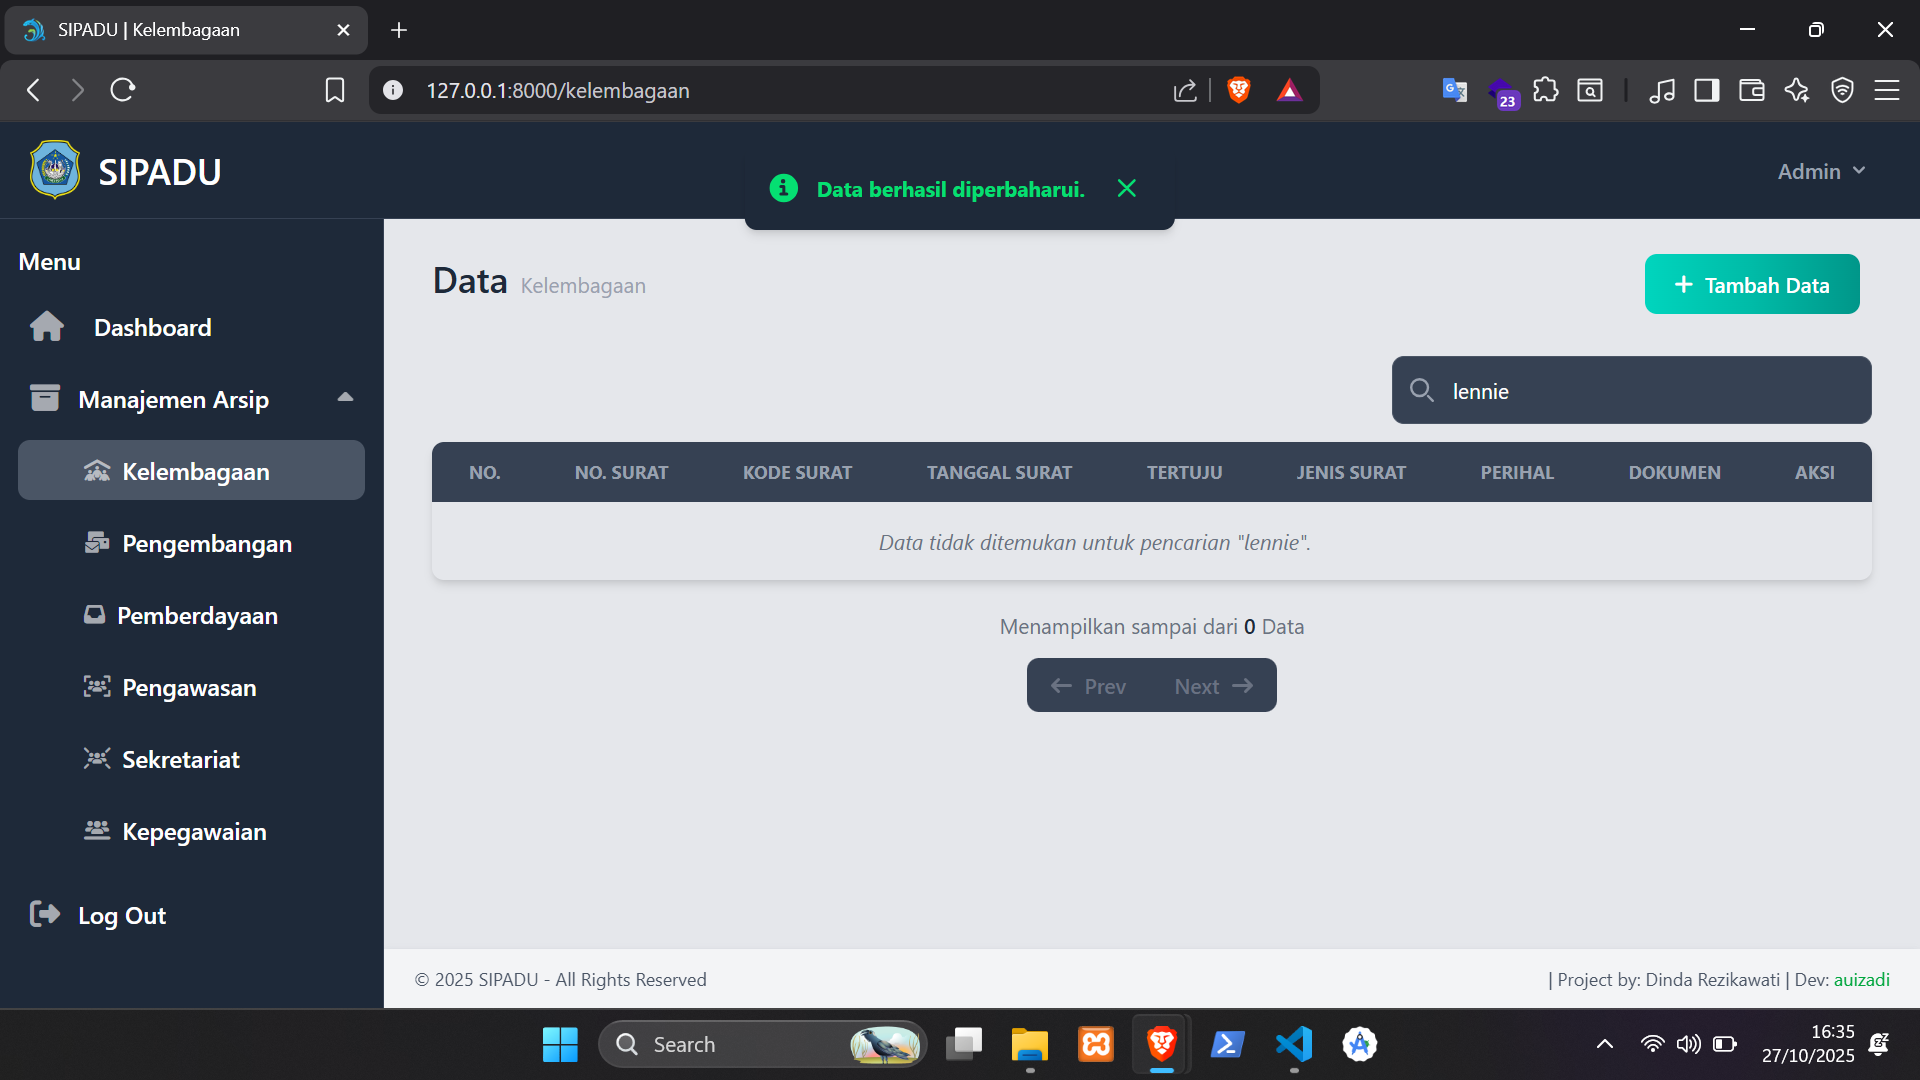 SIPADU | Kelembagaan
127.0.0.1:8000/kelembagaan
23
SIPADU
Data berhasil diperbaharui.
Admin
Menu
Dashboard
Manajemen Arsip
Kelembagaan
Pengembangan
Pemberdayaan
Pengawasan
Sekretariat
Kepegawaian
Log Out
Data Kelembagaan
+ Tambah Data
lennie
NO. NO. SURAT KODE SURAT TANGGAL SURAT TERTUJU JENIS SURAT PERIHAL DOKUMEN AKSI
Data tidak ditemukan untuk pencarian "lennie".
Menampilkan sampai dari 0 Data
Prev Next
© 2025 SIPADU - All Rights Reserved
| Project by: Dinda Rezikawati | Dev: auizadi
Search
16:35
27/10/2025